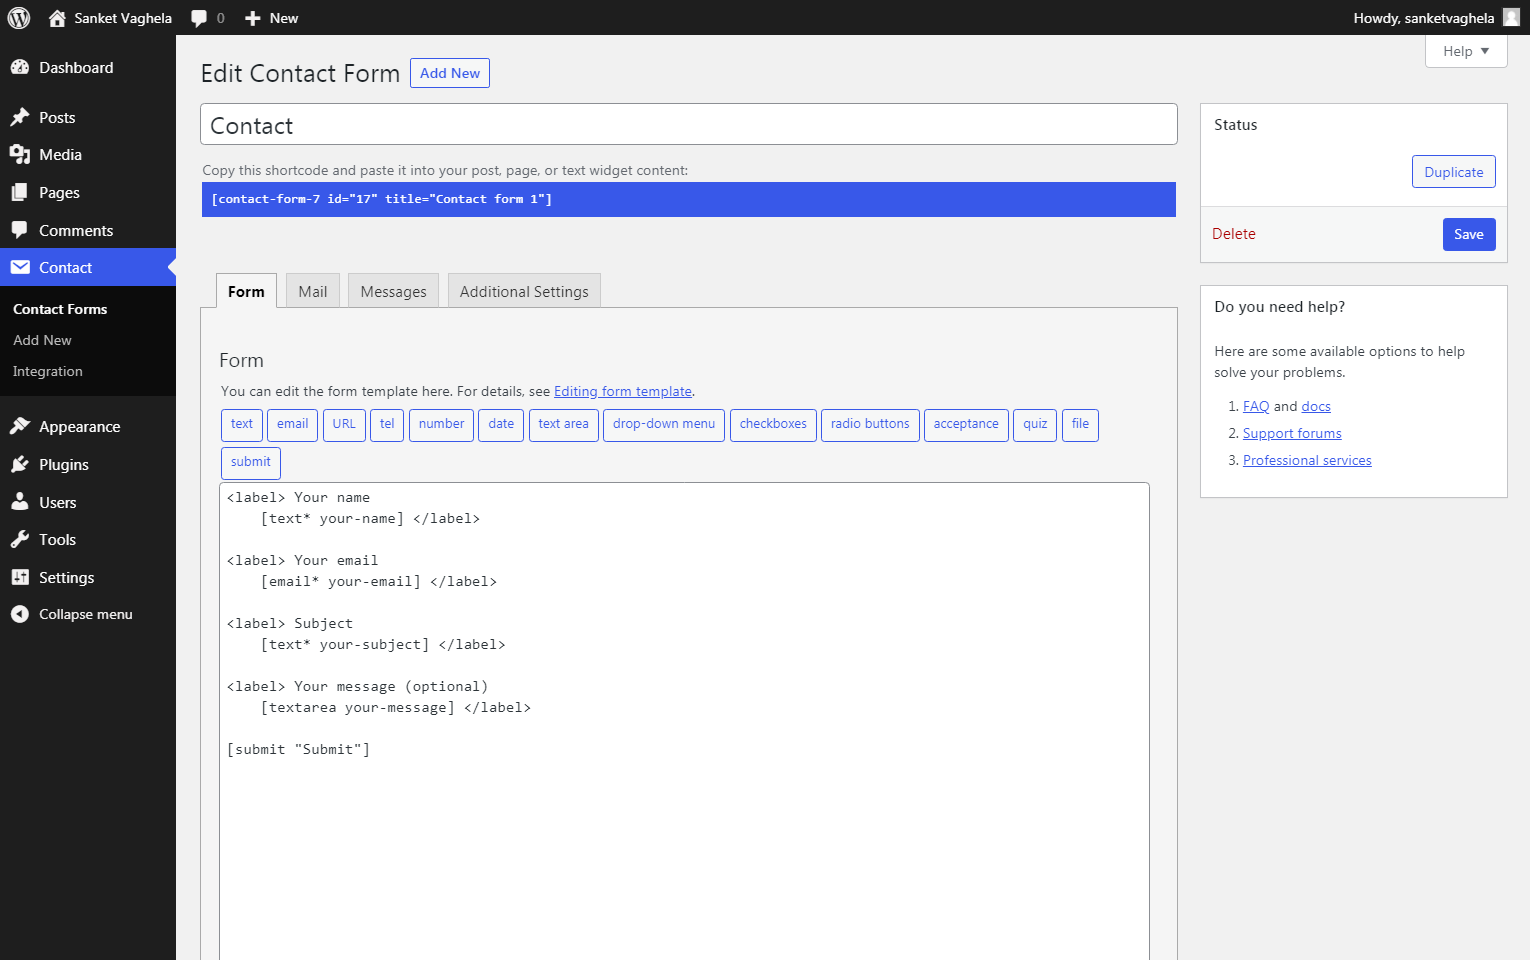 Sanket Vaghela 0 New Howdy, sanketvaghela
Help
Dashboard
Posts
Media
Pages
Comments
Contact
Contact Forms
Add New
Integration
Appearance
Plugins
Users
Tools
Settings
Collapse menu
Edit Contact Form Add New
Contact
Copy this shortcode and paste it into your post, page, or text widget content:
[contact-form-7 id="17" title="Contact form 1"]
Form Mail Messages Additional Settings
Form
You can edit the form template here. For details, see Editing form template.
text email URL tel number date text area drop-down menu checkboxes radio buttons acceptance quiz file
submit
<label> Your name
    [text* your-name] </label>

<label> Your email
    [email* your-email] </label>

<label> Subject
    [text* your-subject] </label>

<label> Your message (optional)
    [textarea your-message] </label>

[submit "Submit"]
Status
Duplicate
Delete Save
Do you need help?
Here are some available options to help
solve your problems.
1. FAQ and docs
2. Support forums
3. Professional services